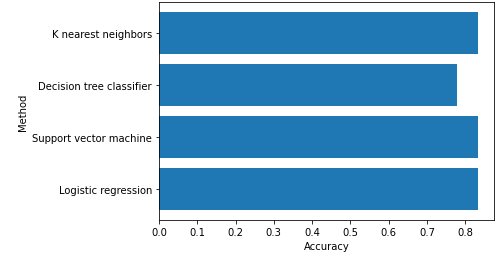 K nearest neighbors
Decision tree classifier
Support vector machine
Logistic regression
Method
0.0 0.1 0.2 0.3 0.4 0.5 0.6 0.7 0.8
Accuracy